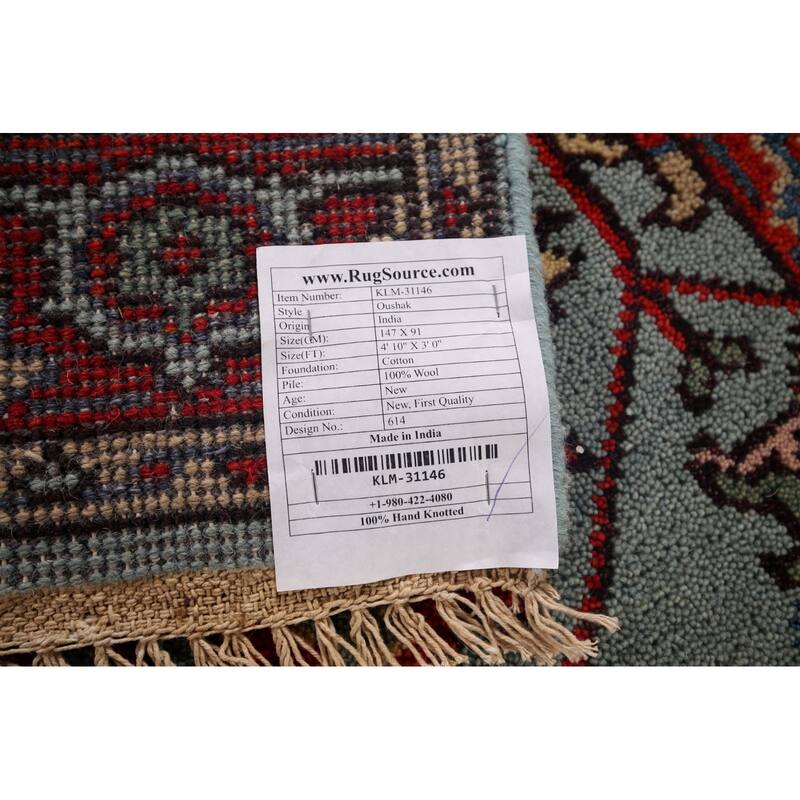 www.RugSource.com
Item Number: KLM-31146
Style Oushak
Origin India
Size(CM): 147 X 91
Size(FT): 4' 10" X 3' 0"
Foundation: Cotton
Pile: 100% Wool
Age: New
Condition: New, First Quality
Design No.: 614
Made in India
KLM-31146
+1-980-422-4080
100% Hand Knotted